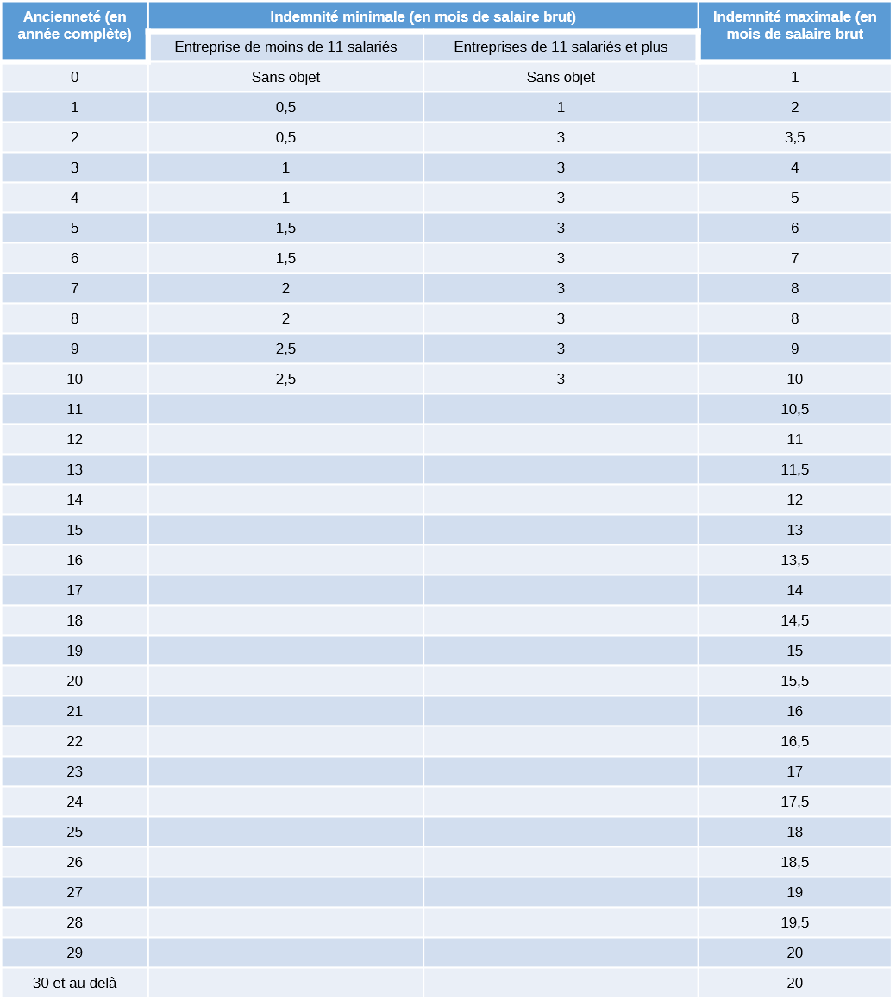 Ancienneté (en année complète) Indemnité minimale (en mois de salaire brut) Indemnité maximale (en mois de salaire brut
Entreprise de moins de 11 salariés Entreprises de 11 salariés et plus
0 Sans objet Sans objet 1
1 0,5 1 2
2 0,5 3 3,5
3 1 3 4
4 1 3 5
5 1,5 3 6
6 1,5 3 7
7 2 3 8
8 2 3 8
9 2,5 3 9
10 2,5 3 10
11 10,5
12 11
13 11,5
14 12
15 13
16 13,5
17 14
18 14,5
19 15
20 15,5
21 16
22 16,5
23 17
24 17,5
25 18
26 18,5
27 19
28 19,5
29 20
30 et au delà 20